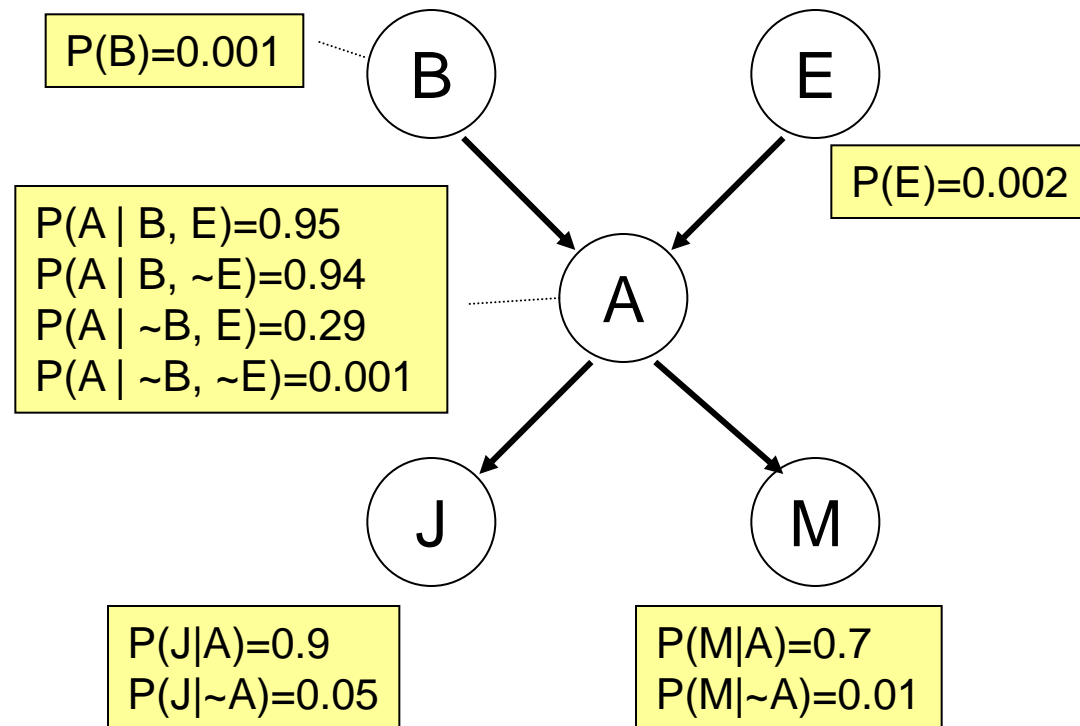 P(B)=0.001
B
E
P(E)=0.002
P(A | B, E)=0.95
P(A | B, ~E)=0.94
P(A | ~B, E)=0.29
P(A | ~B, ~E)=0.001
A
J
M
P(J|A)=0.9
P(J|~A)=0.05
P(M|A)=0.7
P(M|~A)=0.01